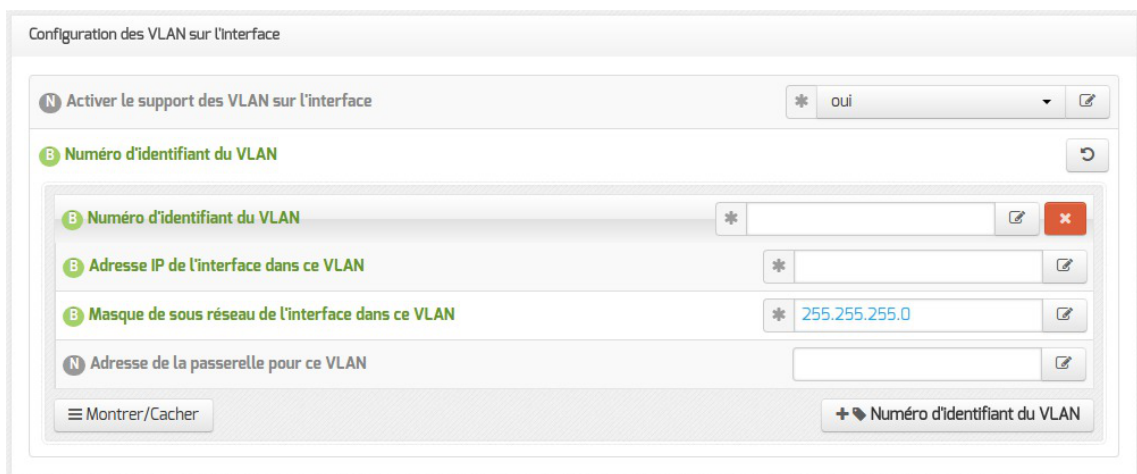 Configuration des VLAN sur l'interface
N Activer le support des VLAN sur l'interface * oui
B Numéro d'identifiant du VLAN
B Numéro d'identifiant du VLAN *
B Adresse IP de l'interface dans ce VLAN *
B Masque de sous réseau de l'interface dans ce VLAN * 255.255.255.0
N Adresse de la passerelle pour ce VLAN
Montrer/Cacher + Numéro d'identifiant du VLAN